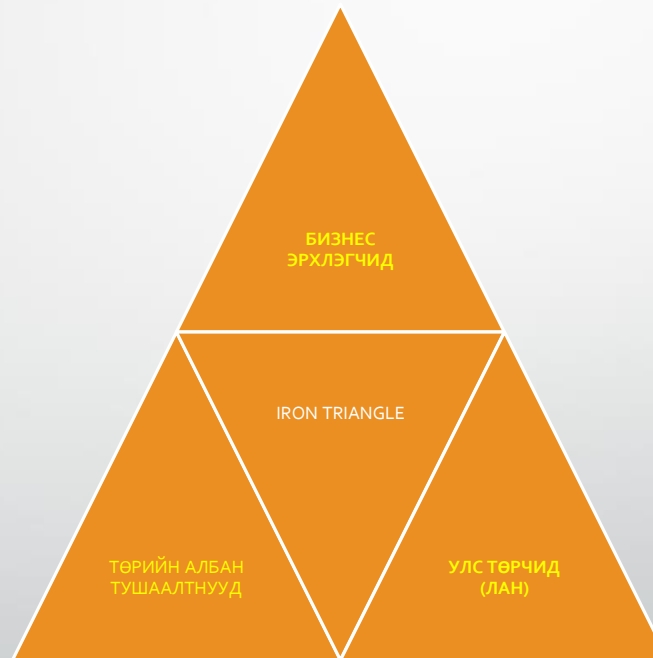 БИЗНЕС
ЭРХЛЭГЧИД
IRON TRIANGLE
ТӨРИЙН АЛБАН
ТУШААЛТНУУД
УЛС ТӨРЧИД
(ЛАН)